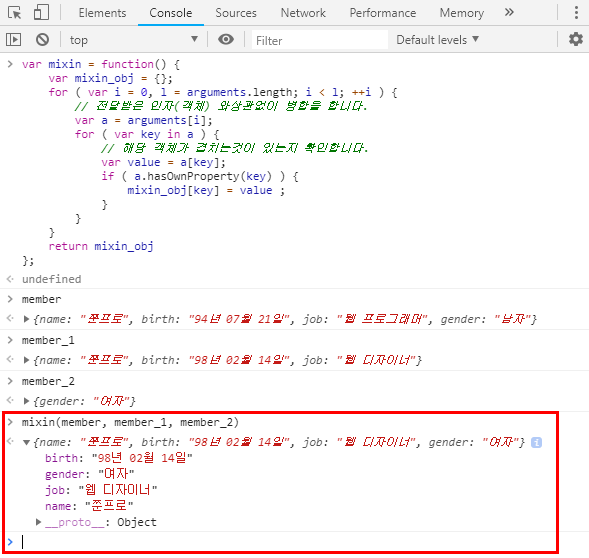 Elements Console Sources Network Performance Memory »
top Filter Default levels
> var mixin = function() {
var mixin_obj = {};
for ( var i = 0, l = arguments.length; i < l; ++i ) {
// 전달받은 인자(객체) 와상관없이 병합을 합니다.
var a = arguments[i];
for ( var key in a ) {
// 해당 객체가 겹치는것이 있는지 확인합니다.
var value = a[key];
if ( a.hasOwnProperty(key) ) {
mixin_obj[key] = value ;
}
}
}
return mixin_obj
};
undefined
> member
{name: "쭌프로", birth: "94년 07월 21일", job: "웹 프로그래머", gender: "남자"}
> member_1
{name: "쭌프로", birth: "98년 02월 14일", job: "웹 디자이너"}
> member_2
{gender: "여자"}
> mixin(member, member_1, member_2)
{name: "쭌프로", birth: "98년 02월 14일", job: "웹 디자이너", gender: "여자"} i
birth: "98년 02월 14일"
gender: "여자"
job: "웹 디자이너"
name: "쭌프로"
__proto__: Object
>